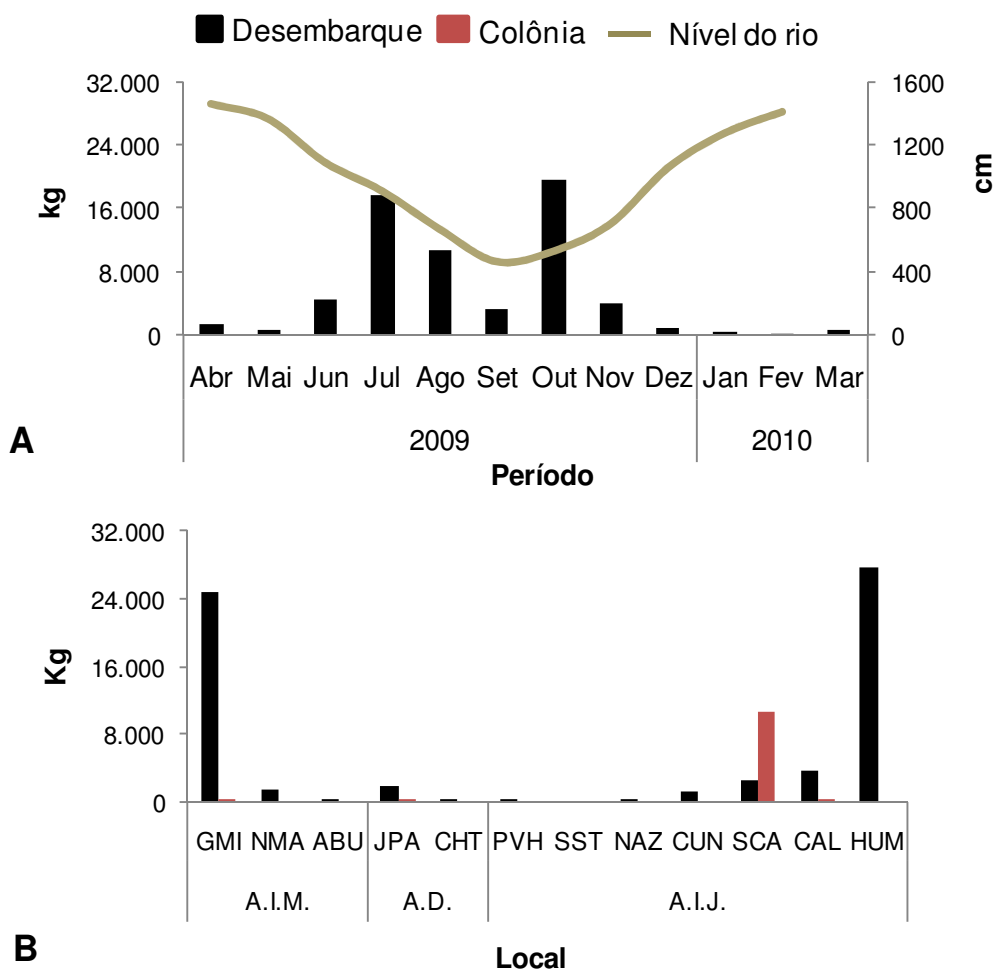 Desembarque Colônia Nível do rio
32.000 1600
24.000 1200
16.000 800
8.000 400
0 0
kg
cm
Abr Mai Jun Jul Ago Set Out Nov Dez Jan Fev Mar
2009 2010
A
Período
32.000
24.000
16.000
8.000
0
Kg
GMI NMA ABU JPA CHT PVH SST NAZ CUN SCA CAL HUM
A.I.M. A.D. A.I.J.
B
Local